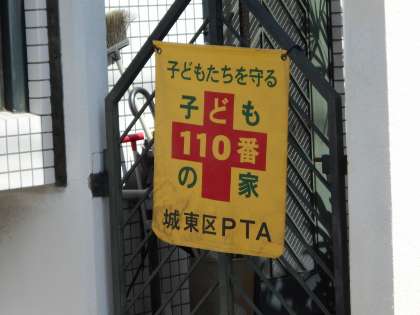 子どもたちを守る
子ども
110番
の家
城東区PTA